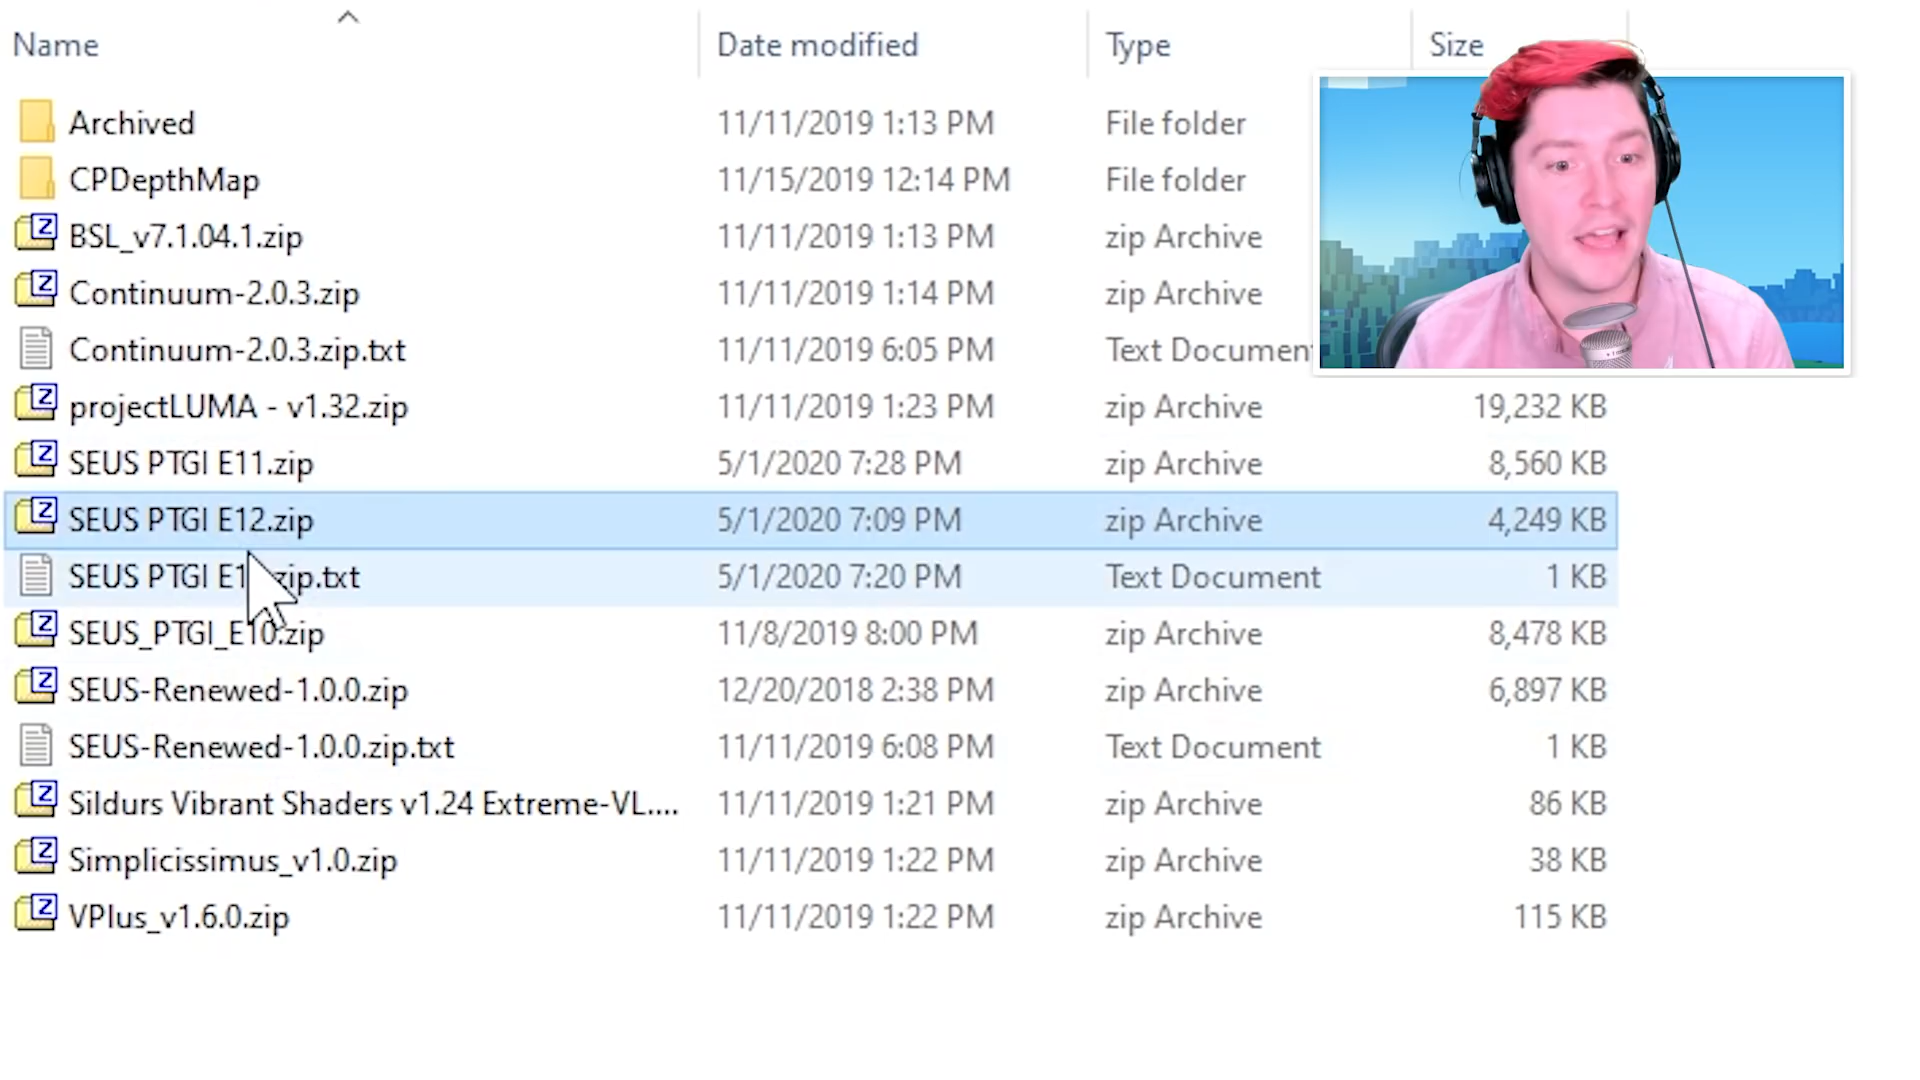 Name Date modified Type Size
Archived 11/11/2019 1:13 PM File folder
CPDepthMap 11/15/2019 12:14 PM File folder
BSL_v7.1.04.1.zip 11/11/2019 1:13 PM zip Archive
Continuum-2.0.3.zip 11/11/2019 1:14 PM zip Archive
Continuum-2.0.3.zip.txt 11/11/2019 6:05 PM Text Document
projectLUMA - v1.32.zip 11/11/2019 1:23 PM zip Archive 19,232 KB
SEUS PTGI E11.zip 5/1/2020 7:28 PM zip Archive 8,560 KB
SEUS PTGI E12.zip 5/1/2020 7:09 PM zip Archive 4,249 KB
SEUS PTGI 5/1/2020 7:20 PM Text Document 1 KB
SEUS_PTGI_E10.zip 11/8/2019 8:00 PM zip Archive 8,478 KB
SEUS-Renewed-1.0.0.zip 12/20/2018 2:38 PM zip Archive 6,897 KB
SEUS-Renewed-1.0.0.zip.txt 11/11/2019 6:08 PM Text Document 1 KB
Sildurs Vibrant Shaders v1.24 Extreme-VL.... 11/11/2019 1:21 PM zip Archive 86 KB
Simplicissimus_v1.0.zip 11/11/2019 1:22 PM zip Archive 38 KB
VPlus_v1.6.0.zip 11/11/2019 1:22 PM zip Archive 115 KB